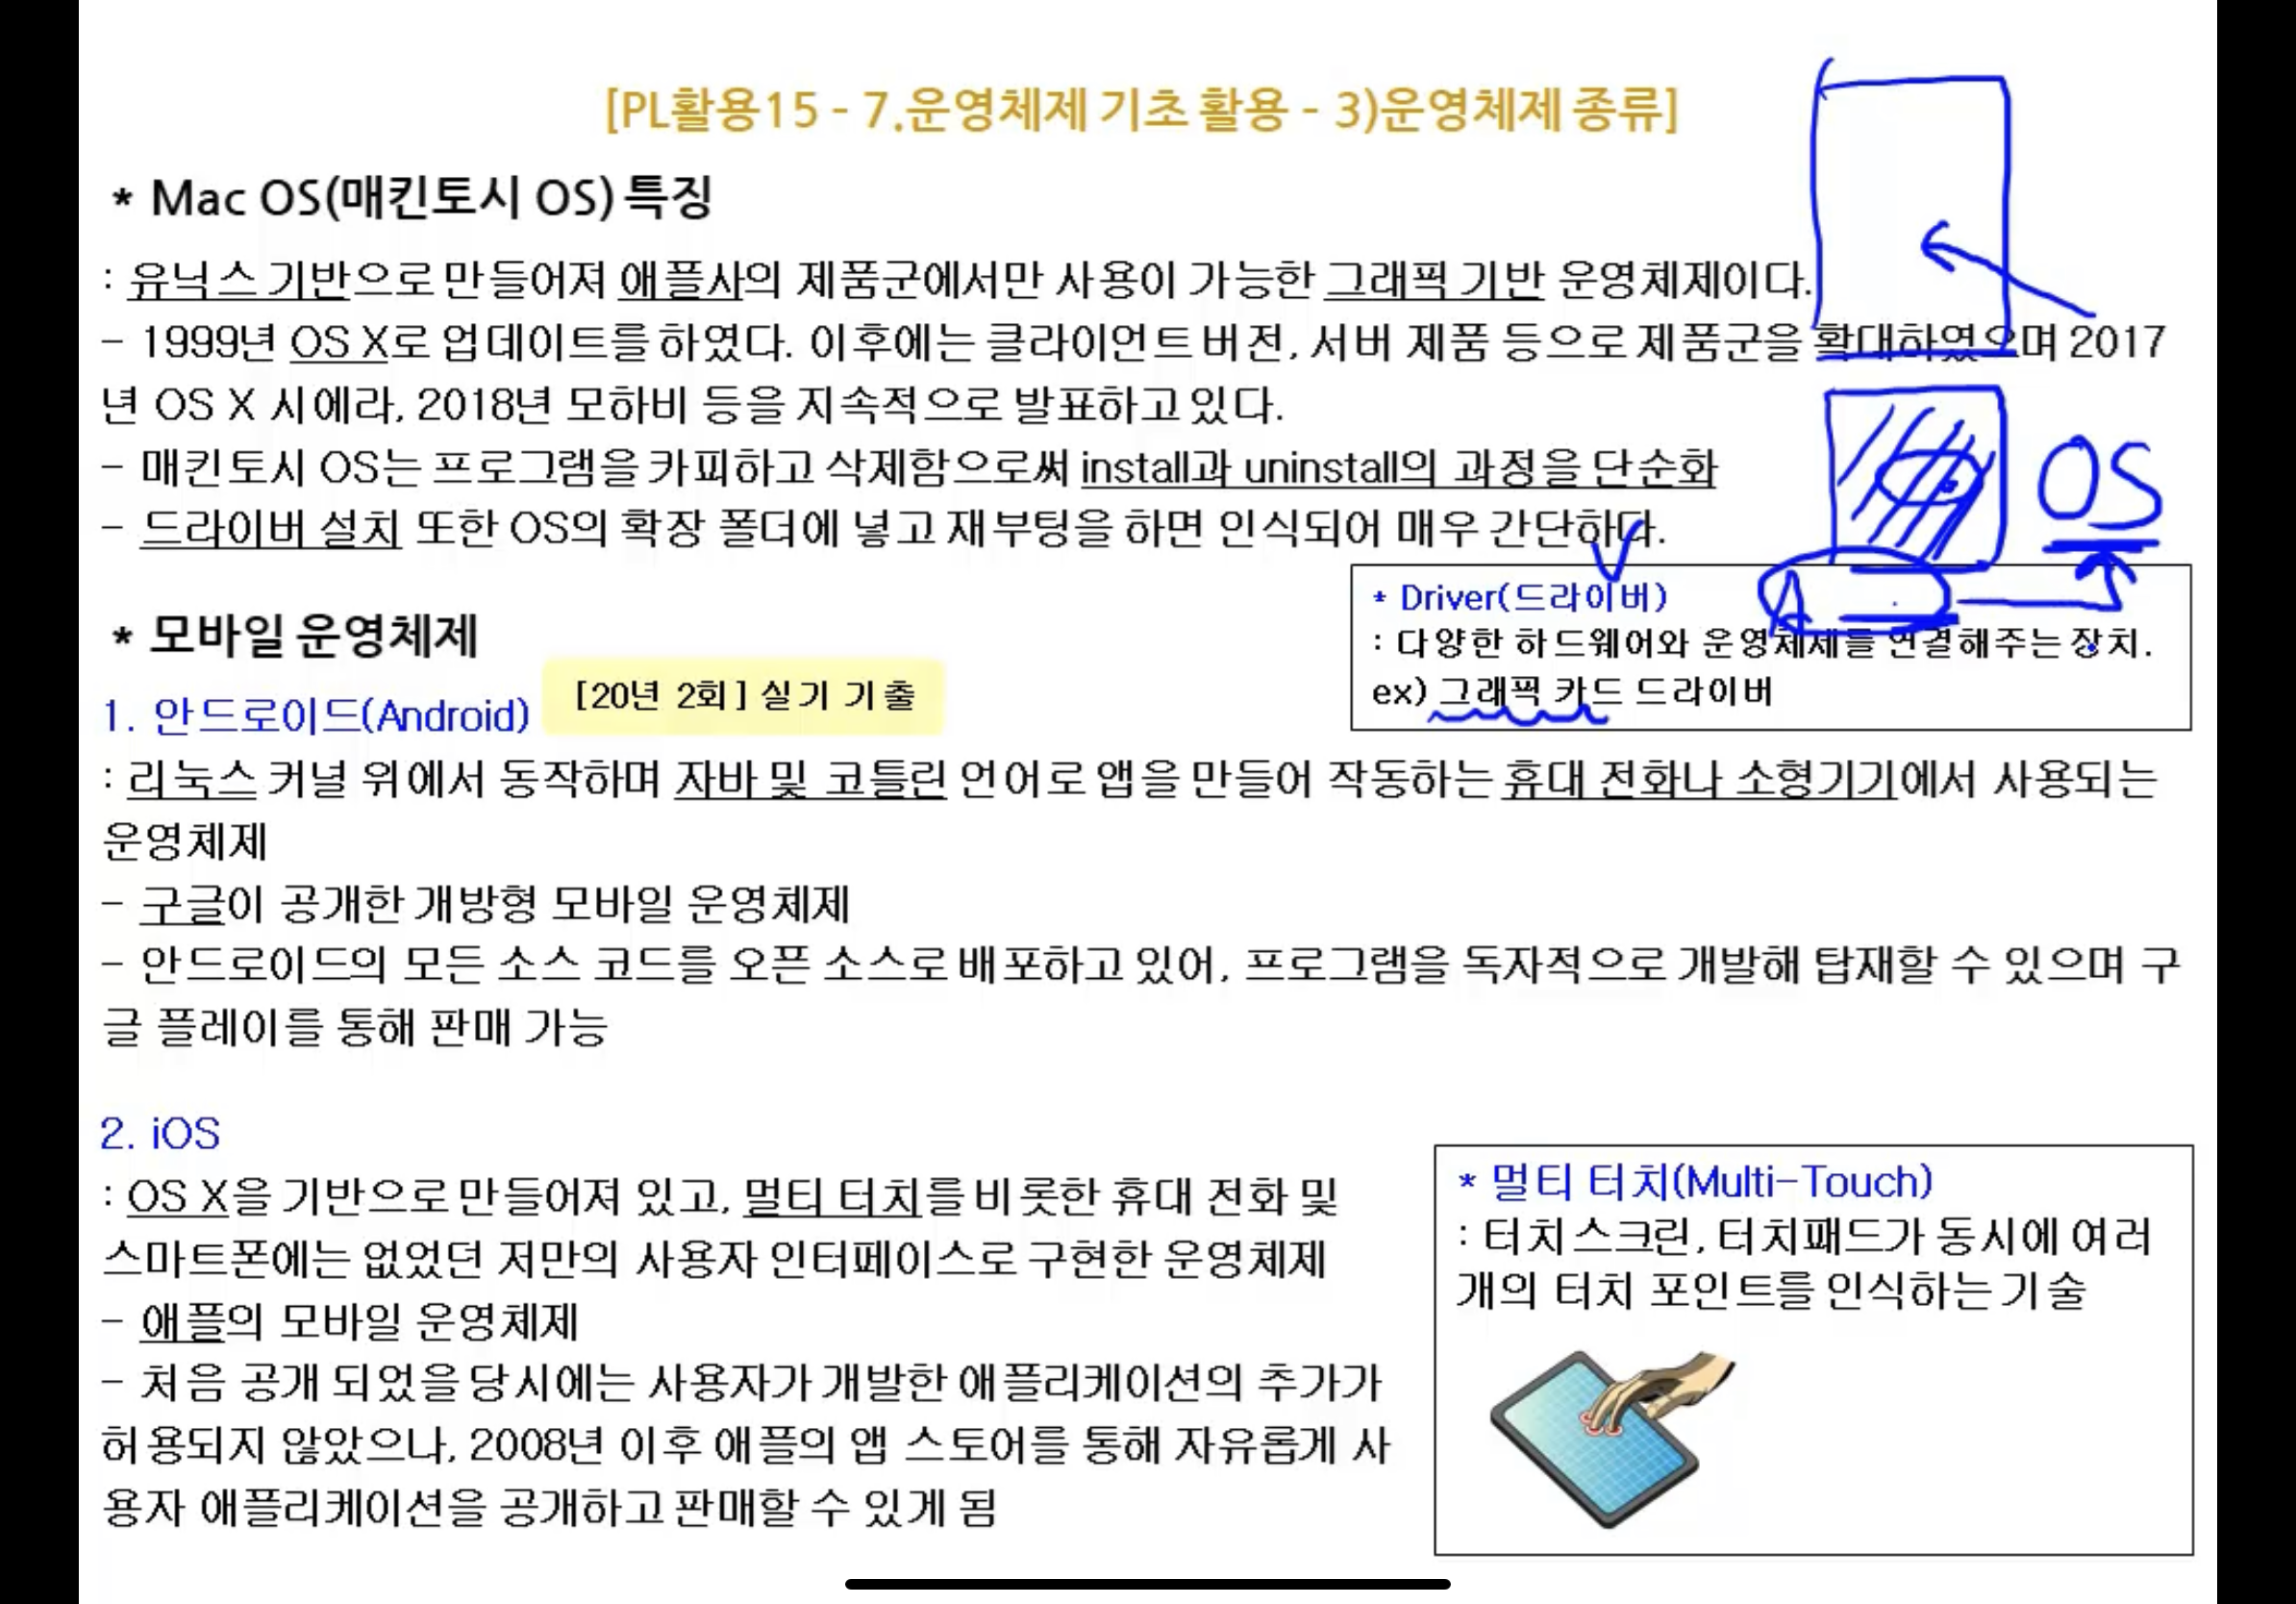 [PL활용15 - 7.운영체제 기초 활용 - 3)운영체제 종류]
* Mac OS(매킨토시 OS) 특징
: 유닉스 기반으로 만들어져 애플사의 제품군에서만 사용이 가능한 그래픽 기반 운영체제이다.
- 1999년 OS X로 업데이트를 하였다. 이후에는 클라이언트 버전, 서버 제품 등으로 제품군을 확대하였으며 2017
년 OS X 시에라, 2018년 모하비 등을 지속적으로 발표하고 있다.
- 매킨토시 OS는 프로그램을 카피하고 삭제함으로써 install과 uninstall의 과정을 단순화
- 드라이버 설치 또한 OS의 확장 폴더에 넣고 재부팅을 하면 인식되어 매우 간단하다.
OS
A
* Driver(드라이버)
: 다양한 하드웨어와 운영체제를 연결해주는 장치.
ex) 그래픽 카드 드라이버
* 모바일 운영체제
1. 안드로이드(Android)
[20년 2회] 실기 기출
: 리눅스 커널 위에서 동작하며 자바 및 코틀린 언어로 앱을 만들어 작동하는 휴대 전화나 소형기기에서 사용되는
운영체제
- 구글이 공개한 개방형 모바일 운영체제
- 안드로이드의 모든 소스 코드를 오픈 소스로 배포하고 있어, 프로그램을 독자적으로 개발해 탑재할 수 있으며 구
글 플레이를 통해 판매 가능
2. iOS
: OS X을 기반으로 만들어져 있고, 멀티 터치를 비롯한 휴대 전화 및
스마트폰에는 없었던 저만의 사용자 인터페이스로 구현한 운영체제
- 애플의 모바일 운영체제
- 처음 공개 되었을 당시에는 사용자가 개발한 애플리케이션의 추가가
허용되지 않았으나, 2008년 이후 애플의 앱 스토어를 통해 자유롭게 사
용자 애플리케이션을 공개하고 판매할 수 있게 됨
* 멀티 터치(Multi-Touch)
: 터치스크린, 터치패드가 동시에 여러
개의 터치 포인트를 인식하는 기술